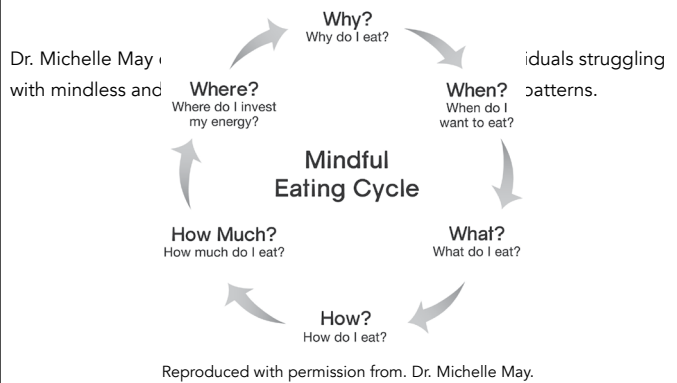 Why?
Why do I eat?
Dr. Michelle May
iduals struggling
with mindless and
patterns.
Where?
Where do I invest
my energy?
When?
When do I
want to eat?
Mindful
Eating Cycle
How Much?
How much do I eat?
What?
What do I eat?
How?
How do I eat?
Reproduced with permission from. Dr. Michelle May.